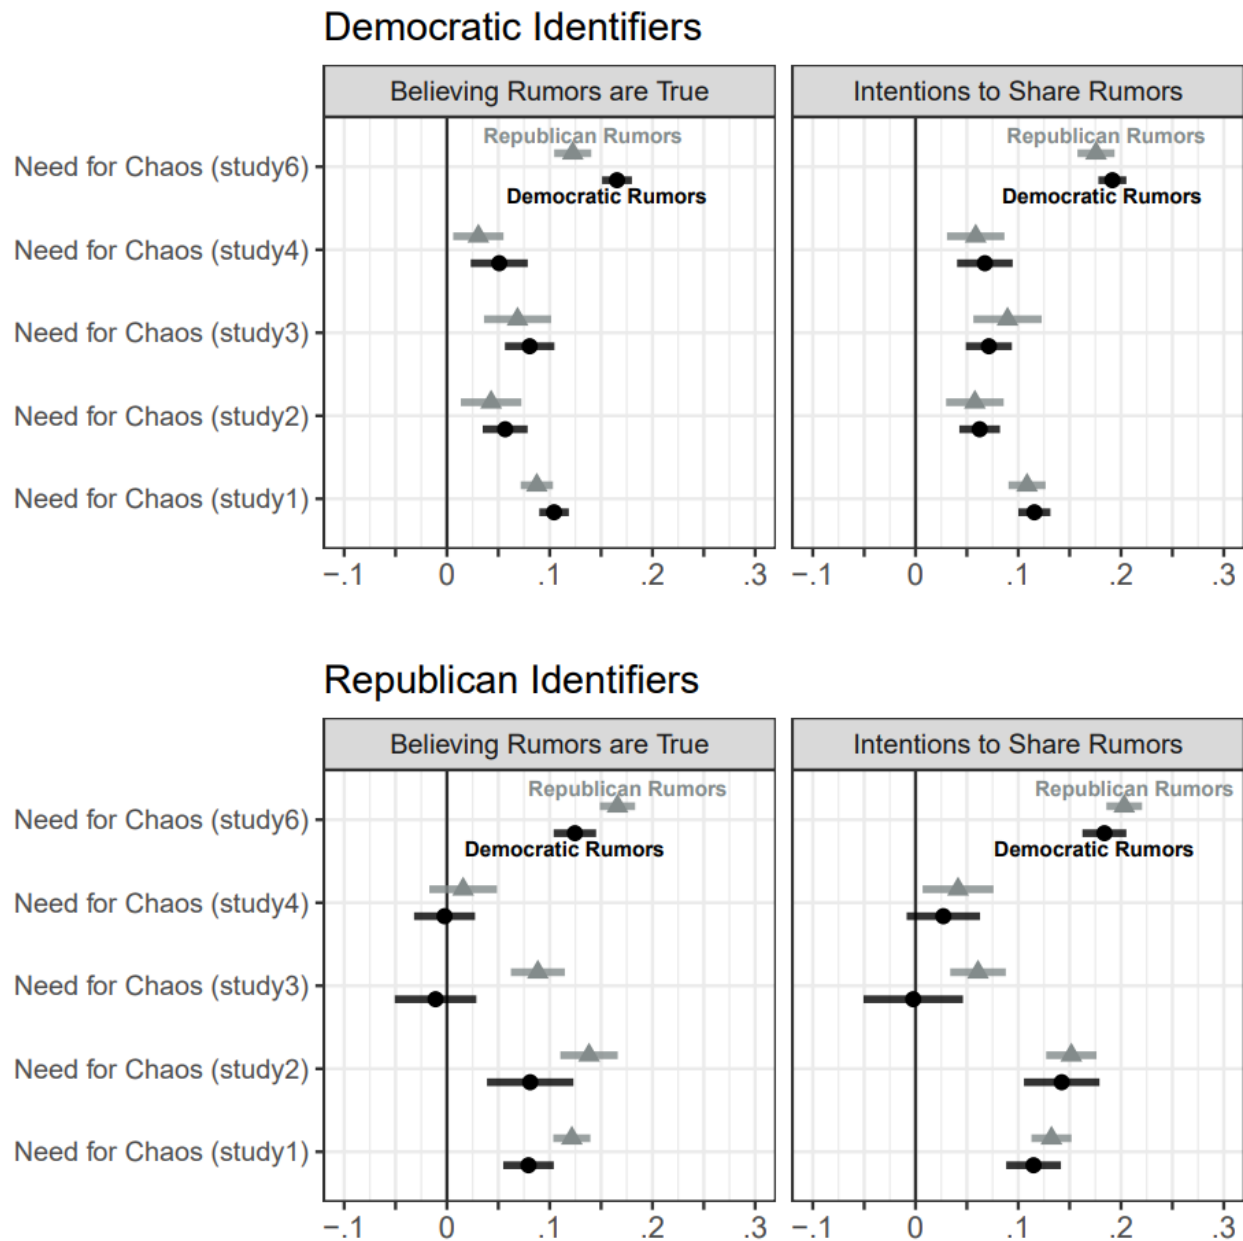 Democratic Identifiers
Believing Rumors are True
Intentions to Share Rumors
Republican Rumors
Republican Rumors
Need for Chaos (study6)
Democratic Rumors
Democratic Rumors
Need for Chaos (study4)
Need for Chaos (study3)
Need for Chaos (study2)
Need for Chaos (study1)
−.1 0 .1 .2 .3
−.1 0 .1 .2 .3
Republican Identifiers
Believing Rumors are True
Intentions to Share Rumors
Republican Rumors
Republican Rumors
Need for Chaos (study6)
Democratic Rumors
Democratic Rumors
Need for Chaos (study4)
Need for Chaos (study3)
Need for Chaos (study2)
Need for Chaos (study1)
−.1 0 .1 .2 .3
−.1 0 .1 .2 .3